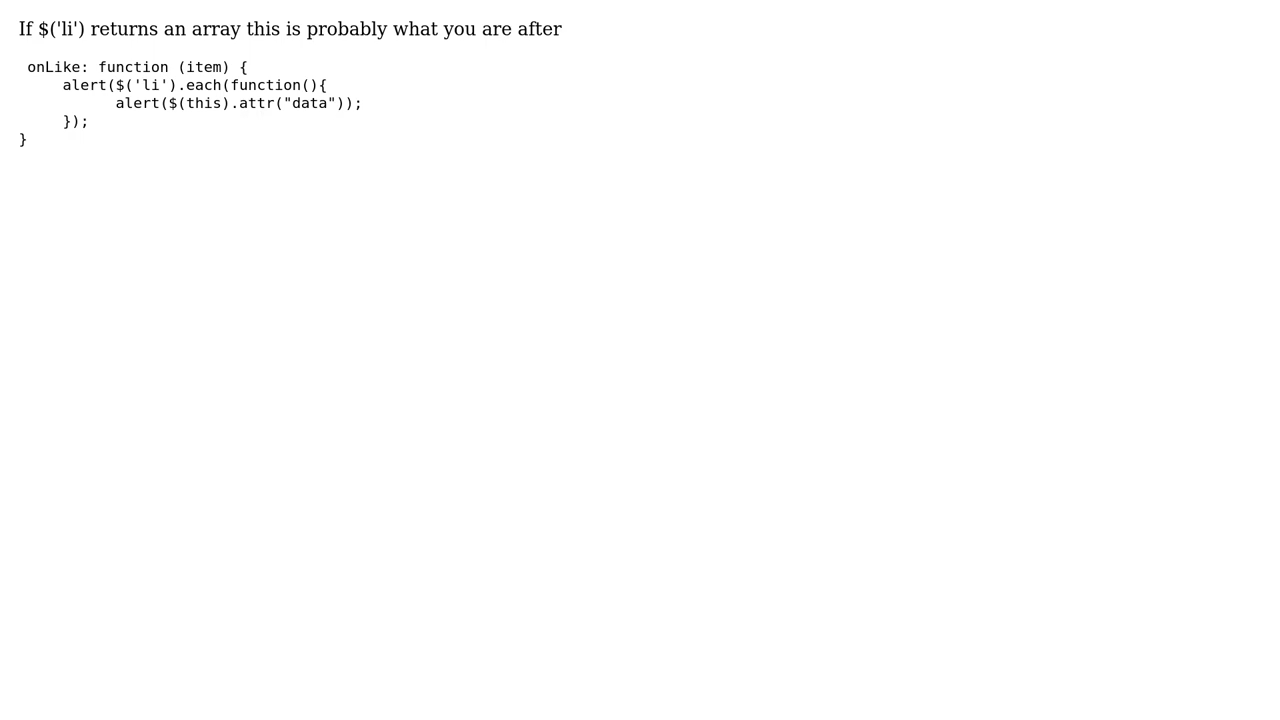 If $('li') returns an array this is probably what you are after
 onLike: function (item) {
     alert($('li').each(function(){
           alert($(this).attr("data"));
     });
}